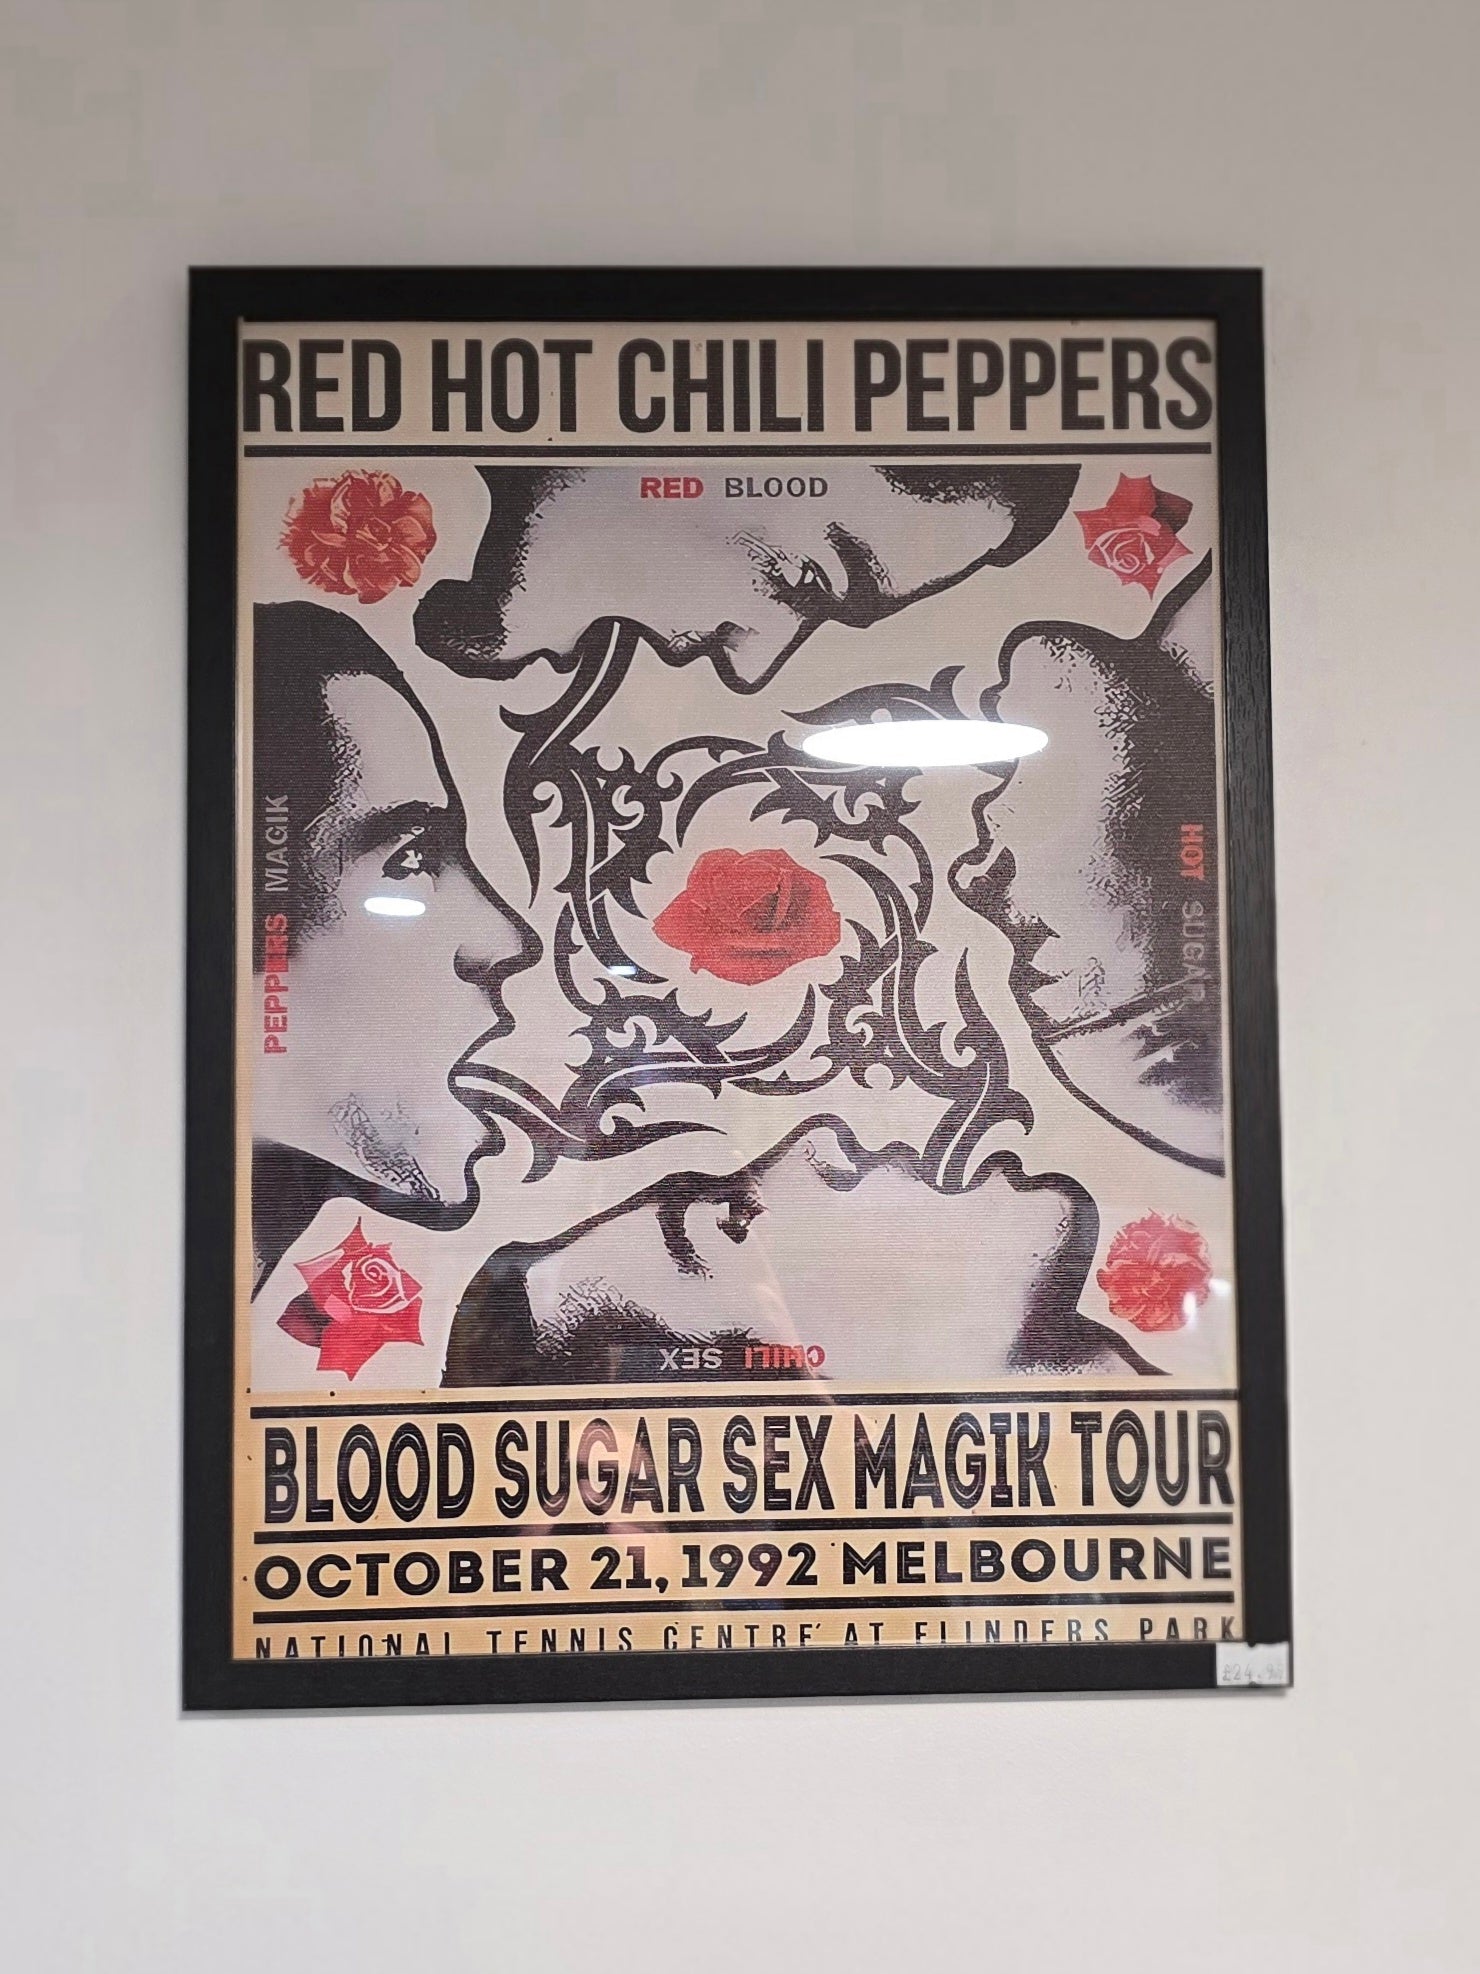 RED HOT CHILI PEPPERS
RED BLOOD
PEPPERS MAGIK
HOT SUGAR
CHILI SEX
BLOOD SUGAR SEX MAGIK TOUR
OCTOBER 21, 1992 MELBOURNE
NATIONAL TENNIS CENTRE AT FLINDERS PARK